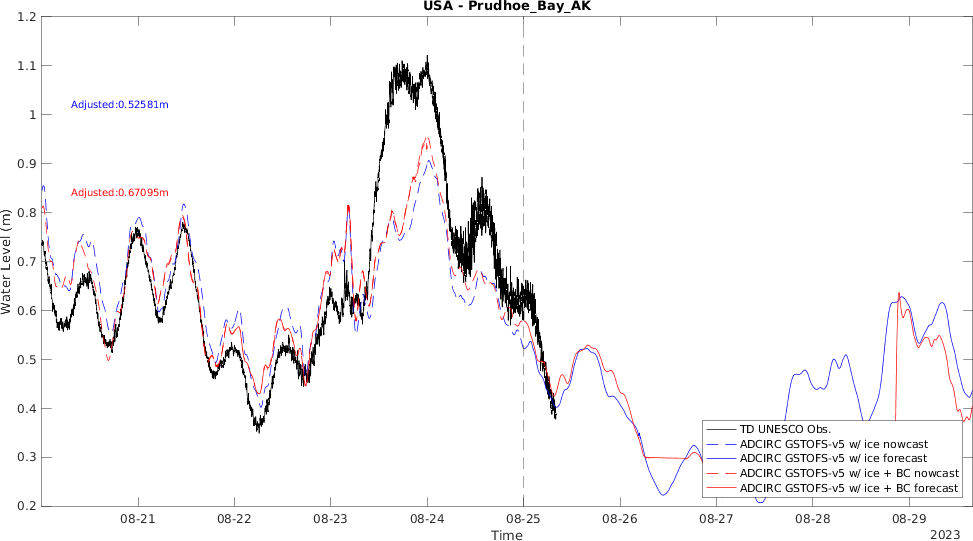 USA - Prudhoe_Bay_AK
1.2
1.1
1
0.9
0.8
0.7
0.6
0.5
0.4
0.3
0.2
Water Level (m)
Adjusted:0.52581m
Adjusted:0.67095m
TD UNESCO Obs.
ADCIRC GSTOFS-v5 w/ ice nowcast
ADCIRC GSTOFS-v5 w/ ice forecast
ADCIRC GSTOFS-v5 w/ ice + BC nowcast
ADCIRC GSTOFS-v5 w/ ice + BC forecast
08-21 08-22 08-23 08-24 08-25 08-26 08-27 08-28 08-29
Time
2023